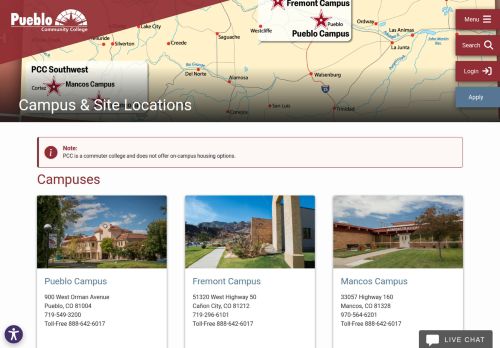 Pueblo
Community College
Fremont Campus
Pueblo
Pueblo Campus
Westcliffe
Ordway
Las Animas
La Junta
John Martin Res.
Saguache
Creede
Silverton
Del Norte
Alamosa
Walsenburg
25
San Luis
Conejos
Trinidad
PCC Southwest
Cortez
Mancos Campus
Menu
Search
Login
Apply
Campus & Site Locations
Note:
PCC is a commuter college and does not offer on-campus housing options.
Campuses
Pueblo Campus
900 West Orman Avenue
Pueblo, CO 81004
719-549-3200
Toll-Free 888-642-6017
Fremont Campus
51320 West Highway 50
Cañon City, CO 81212
719-296-6101
Toll-Free 888-642-6017
Mancos Campus
33057 Highway 160
Mancos, CO 81328
970-564-6201
Toll-Free 888-642-6017
LIVE CHAT